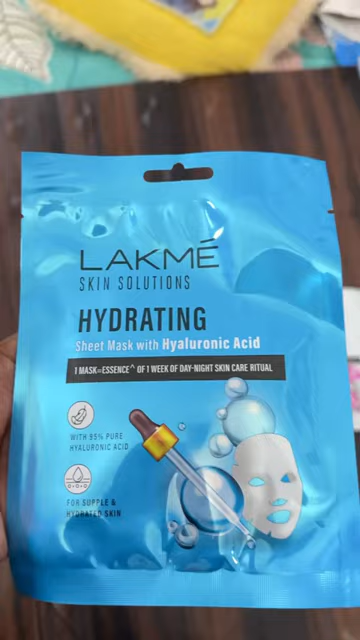 LAKMÉ
SKIN SOLUTIONS
HYDRATING
Sheet Mask with Hyaluronic Acid
1 MASK=ESSENCE^ OF 1 WEEK OF DAY-NIGHT SKIN CARE RITUAL
WITH 95% PURE
HYALURONIC ACID
FOR SUPPLE &
HYDRATED SKIN